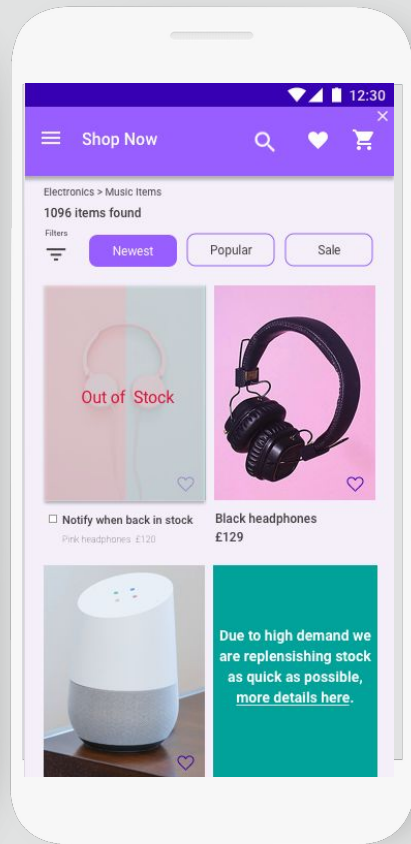 12:30
Shop Now
Electronics > Music Items
1096 items found
Filters
Newest Popular Sale
Out of Stock
Notify when back in stock
Pink headphones £120
Black headphones
£129
Due to high demand we
are replensishing stock
as quick as possible,
more details here.